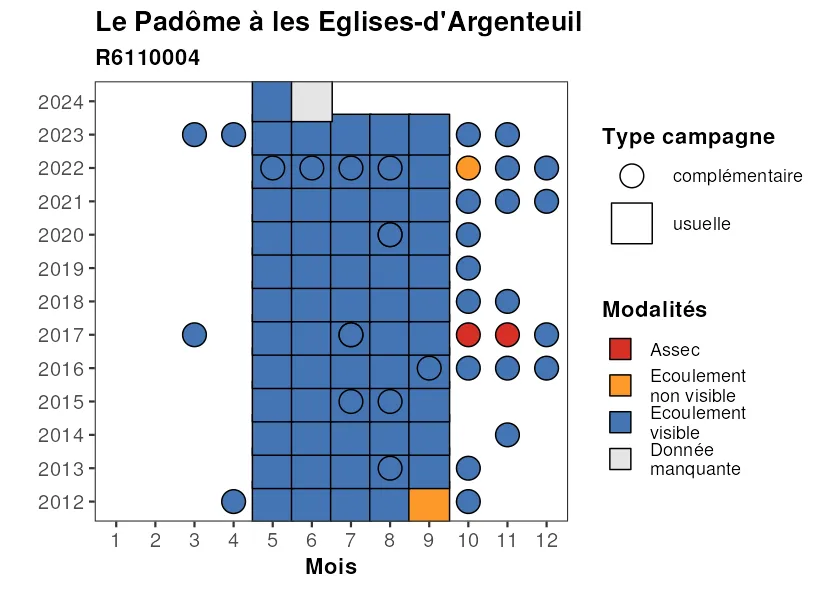 Le Padôme à les Eglises-d'Argenteuil
R6110004
2024
2023
2022
2021
2020
2019
2018
2017
2016
2015
2014
2013
2012
1 2 3 4 5 6 7 8 9 10 11 12
Mois
Type campagne
complémentaire
usuelle
Modalités
Assec
Ecoulement
non visible
Ecoulement
visible
Donnée
manquante